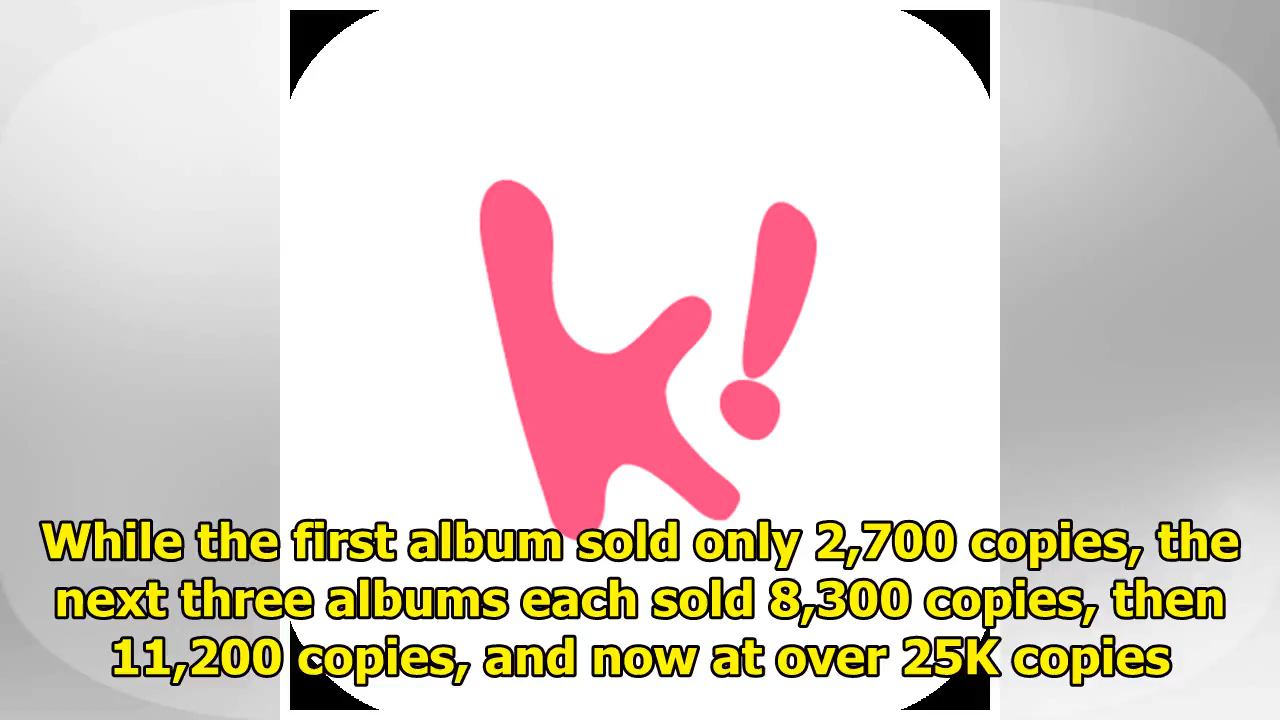 k!
While the first album sold only 2,700 copies, the
next three albums each sold 8,300 copies, then
11,200 copies, and now at over 25K copies